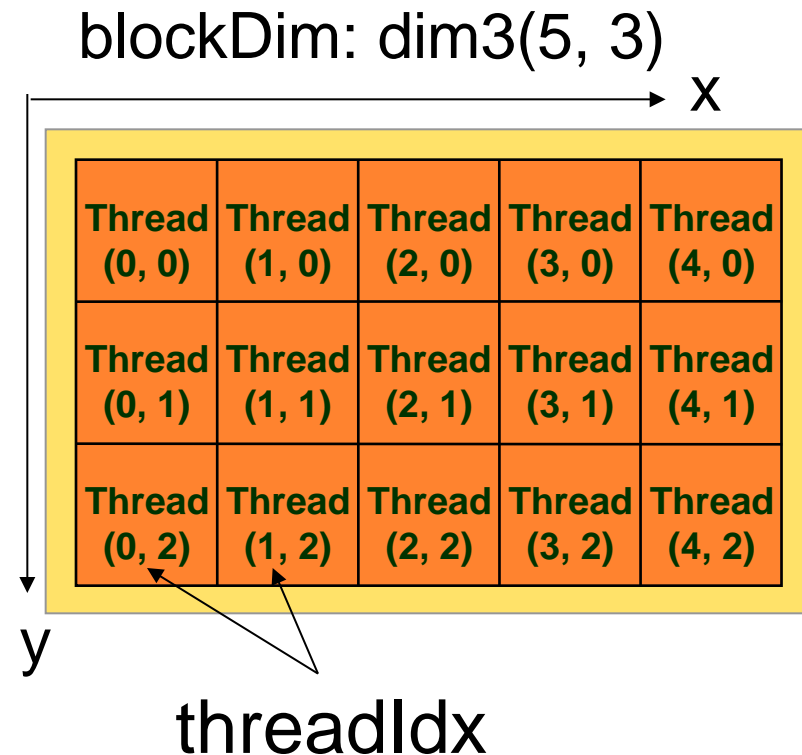 blockDim: dim3(5, 3)
x
Thread Thread Thread Thread Thread
(0, 0) (1, 0) (2, 0) (3, 0) (4, 0)
Thread Thread Thread Thread Thread
(0, 1) (1, 1) (2, 1) (3, 1) (4, 1)
Thread Thread Thread Thread Thread
(0, 2) (1, 2) (2, 2) (3, 2) (4, 2)
y
threadIdx